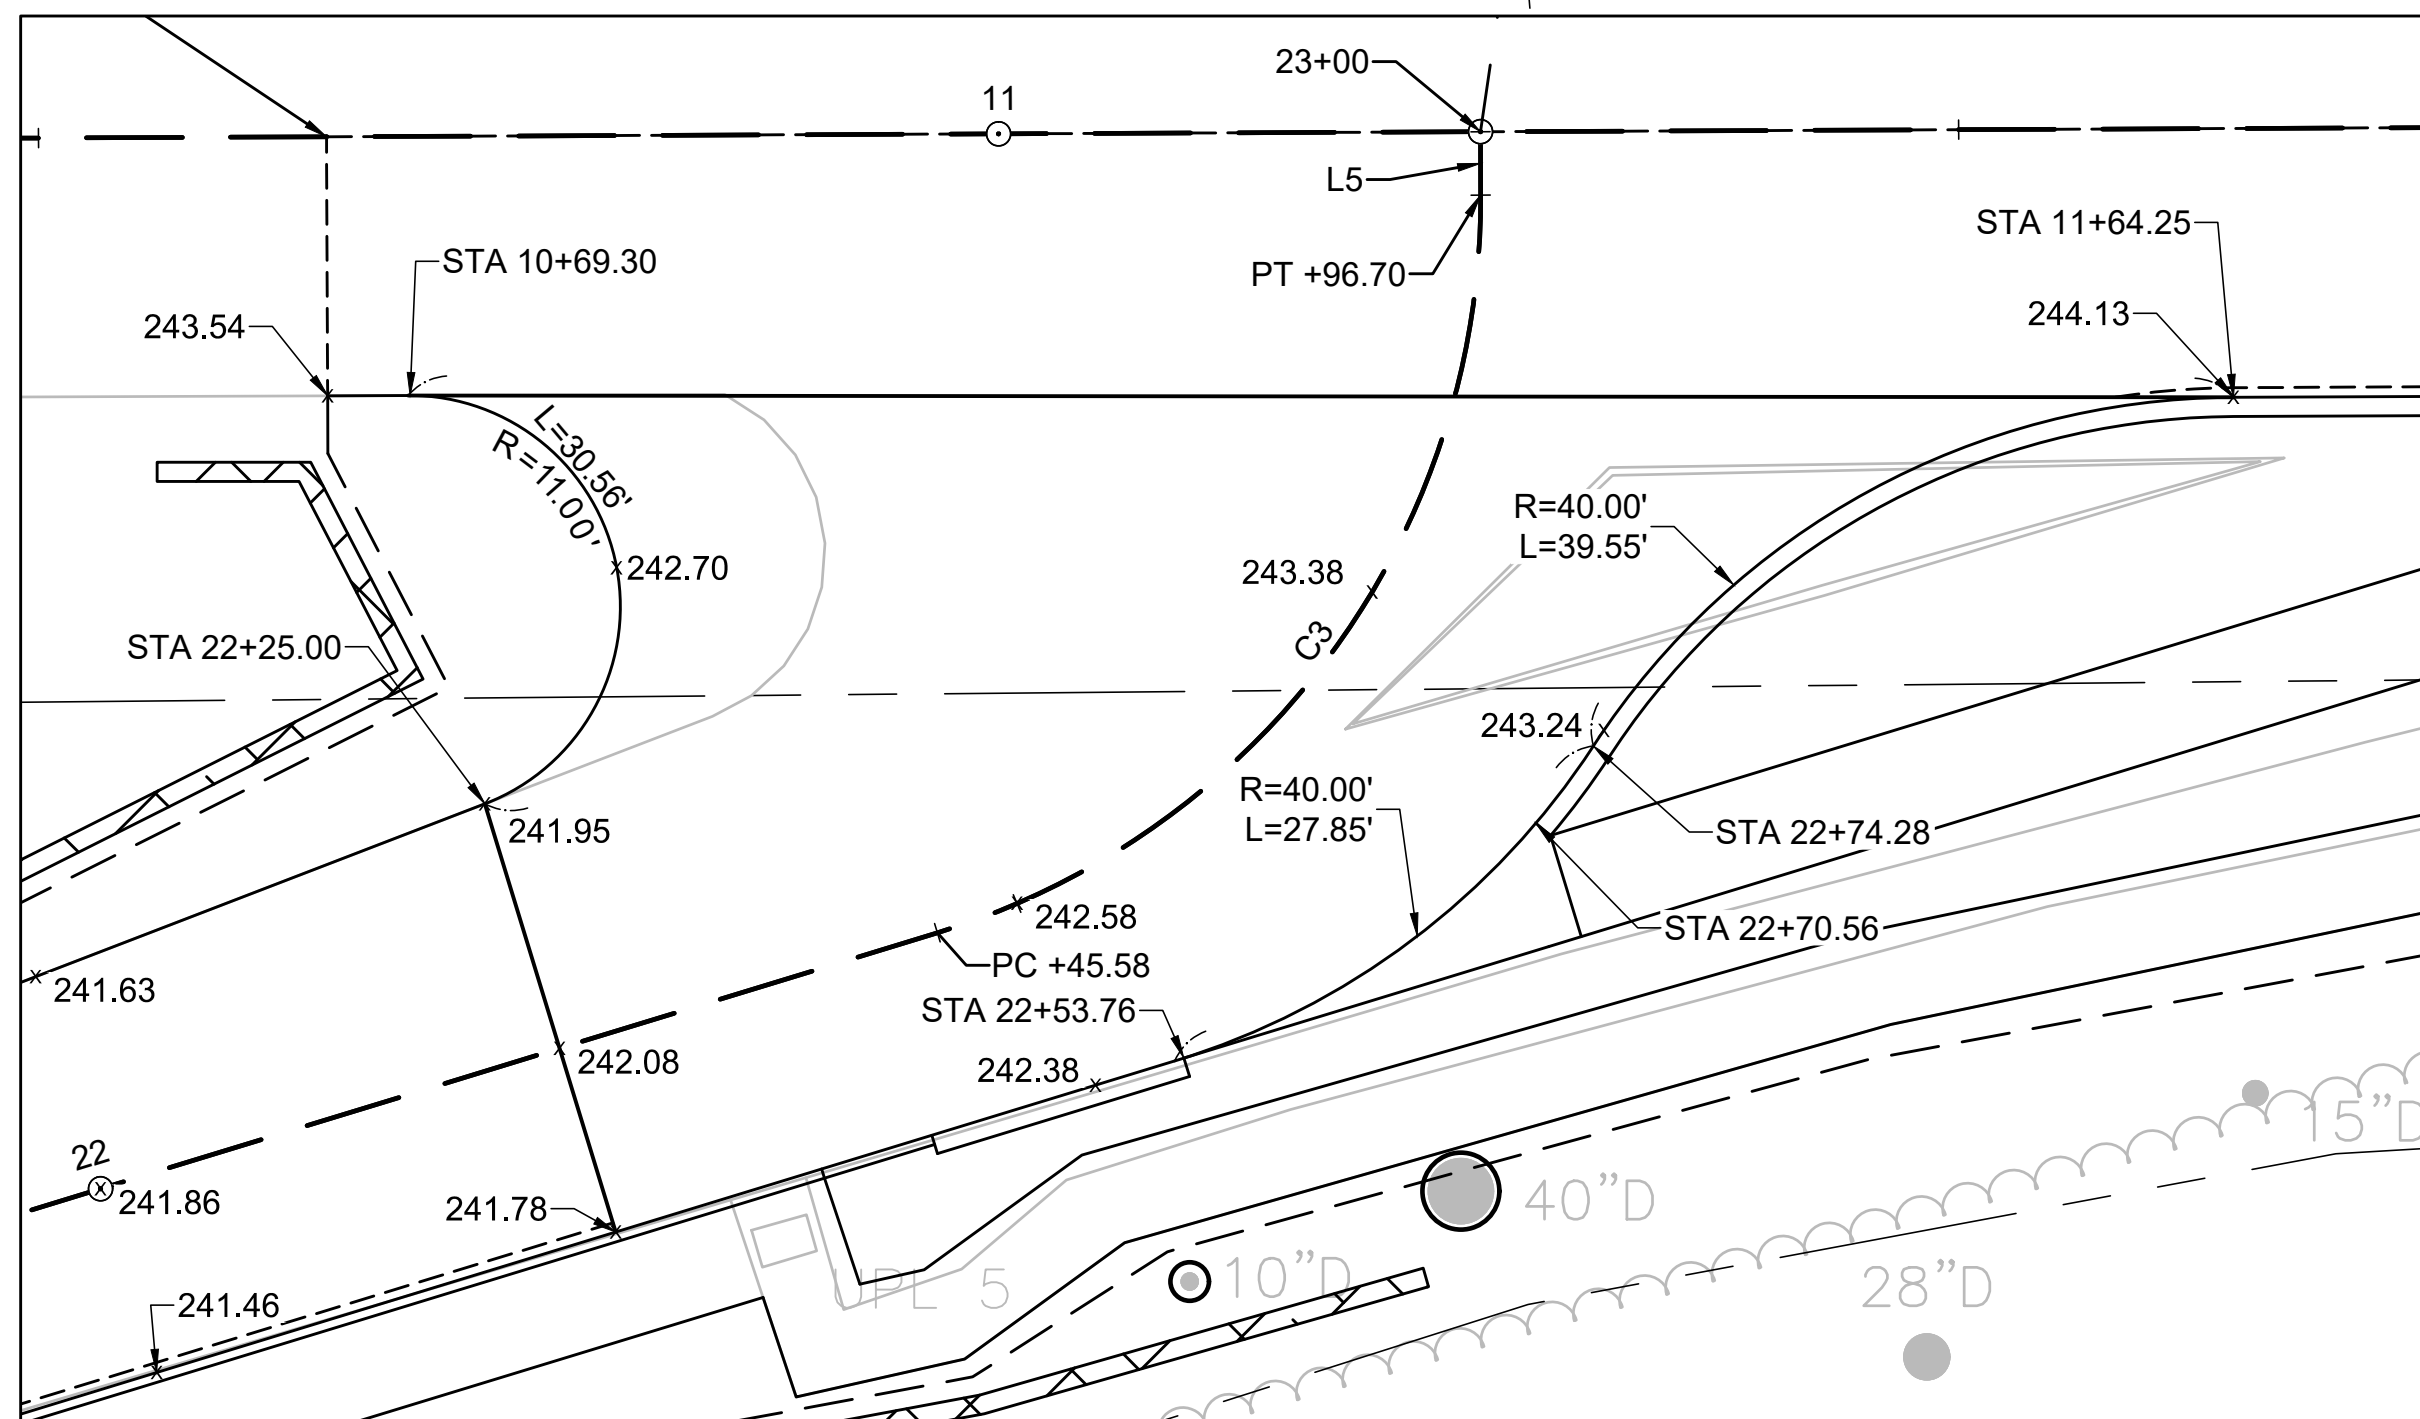 23+00
11
L5
STA 11+64.25
STA 10+69.30
PT +96.70
243.54
244.13
L=30.56'
R=11.00'
R=40.00'
L=39.55'
242.70
243.38
C3
STA 22+25.00
243.24
R=40.00'
L=27.85'
241.95
STA 22+74.28
242.58
STA 22+70.56
PC +45.58
241.63
STA 22+53.76
242.08
242.38
22
241.86
241.78
15”D
40”D
10”D
UPL 5
28”D
241.46